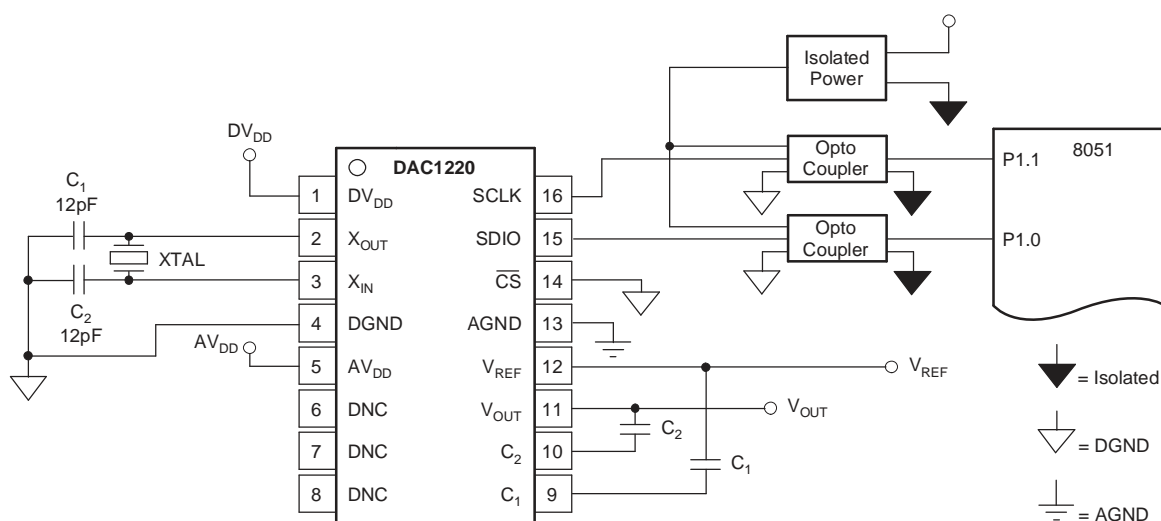 Isolated
Power
DV_DD
DAC1220
Opto
Coupler
P1.1
8051
C_1
12pF
1
DV_DD
SCLK
16
2
X_OUT
SDIO
15
Opto
Coupler
P1.0
XTAL
3
X_IN
C̅S̅
14
C_2
12pF
4
DGND
AGND
13
AV_DD
5
AV_DD
V_REF
12
V_REF
= Isolated
6
DNC
V_OUT
11
V_OUT
C_2
= DGND
7
DNC
C_2
10
C_1
8
DNC
C_1
9
= AGND